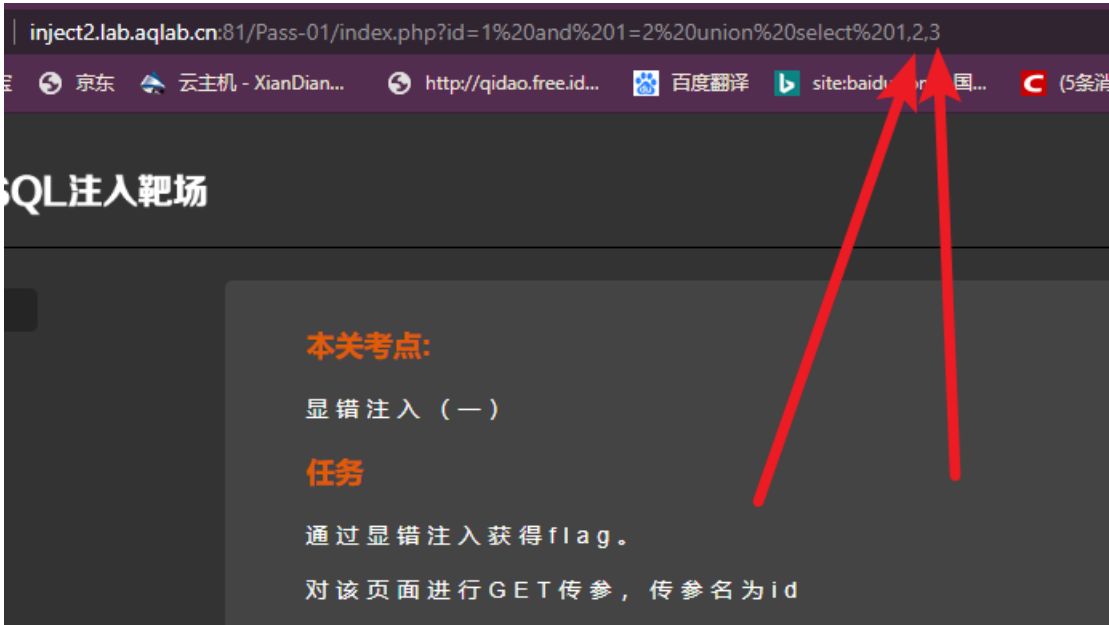 inject2.lab.aqlab.cn:81/Pass-01/index.php?id=1%20and%201=2%20union%20select%201,2,3
京东 云主机 - XianDian... http://qidao.free.id... 百度翻译 site:baidu 国... (5条消
SQL注入靶场
本关考点:
显错注入（一）
任务
通过显错注入获得flag。
对该页面进行GET传参，传参名为id